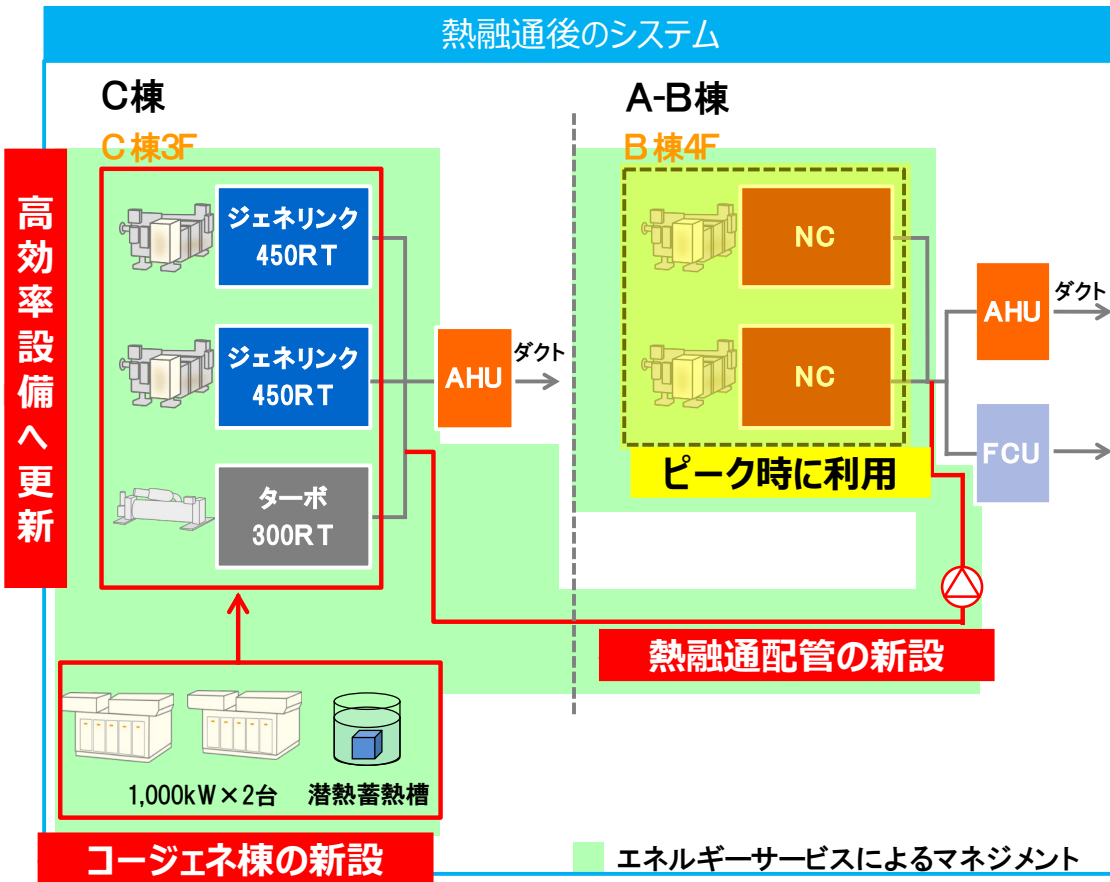 熱融通後のシステム
C棟
C棟3F
高効率設備へ更新
ジェネリンク
450RT
ジェネリンク
450RT
ターボ
300RT
AHU
ダクト
A-B棟
B棟4F
NC
NC
ピーク時に利用
AHU
ダクト
FCU
熱融通配管の新設
1,000kW×2台
潜熱蓄熱槽
コージェネ棟の新設
エネルギーサービスによるマネジメント